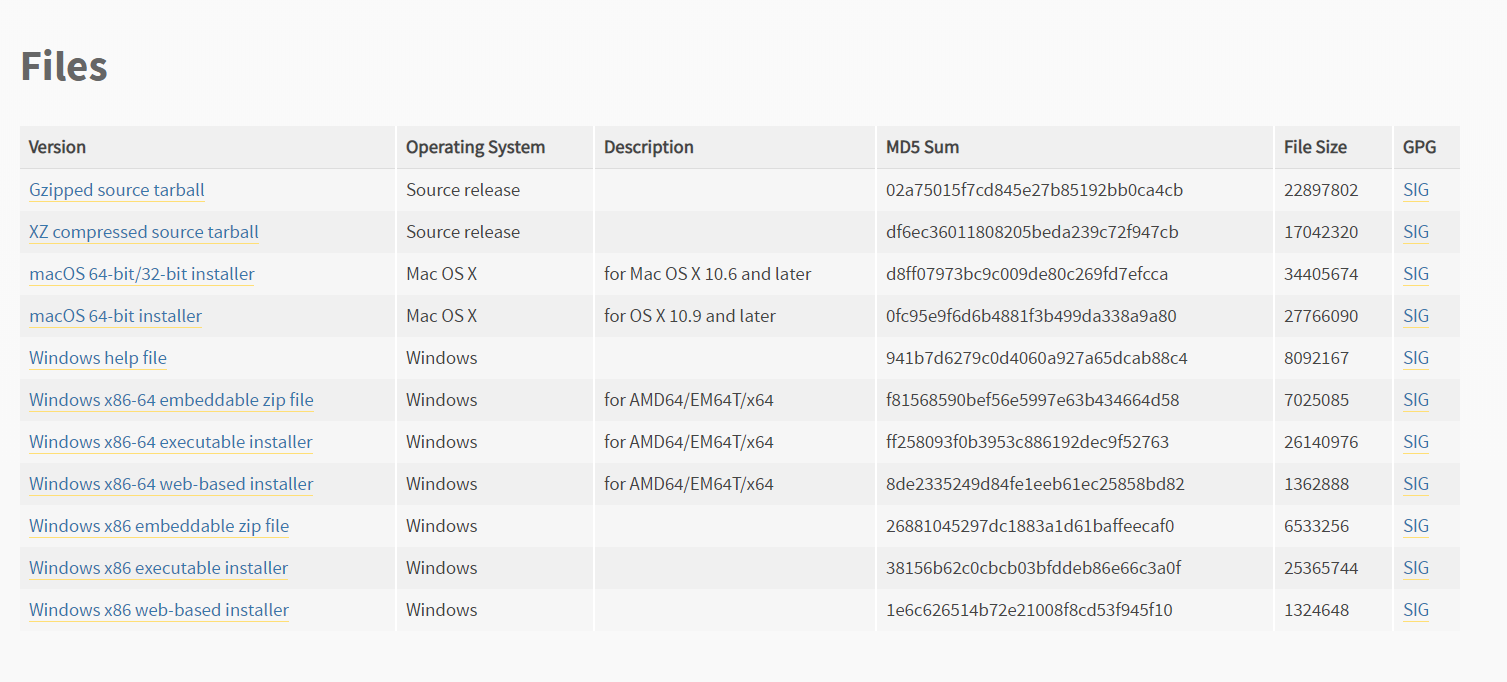 Files
Version Operating System Description MD5 Sum File Size GPG
Gzipped source tarball Source release 02a75015f7cd845e27b85192bb0ca4cb 22897802 SIG
XZ compressed source tarball Source release df6ec36011808205beda239c72f947cb 17042320 SIG
macOS 64-bit/32-bit installer Mac OS X for Mac OS X 10.6 and later d8ff07973bc9c009de80c269fd7efcca 34405674 SIG
macOS 64-bit installer Mac OS X for OS X 10.9 and later 0fc95e9f6d6b4881f3b499da338a9a80 27766090 SIG
Windows help file Windows 941b7d6279c0d4060a927a65dcab88c4 8092167 SIG
Windows x86-64 embeddable zip file Windows for AMD64/EM64T/x64 f81568590bef56e5997e63b434664d58 7025085 SIG
Windows x86-64 executable installer Windows for AMD64/EM64T/x64 ff258093f0b3953c886192dec9f52763 26140976 SIG
Windows x86-64 web-based installer Windows for AMD64/EM64T/x64 8de2335249d84fe1eeb61ec25858bd82 1362888 SIG
Windows x86 embeddable zip file Windows 26881045297dc1883a1d61baffeecaf0 6533256 SIG
Windows x86 executable installer Windows 38156b62c0cbcb03bfddeb86e66c3a0f 25365744 SIG
Windows x86 web-based installer Windows 1e6c626514b72e21008f8cd53f945f10 1324648 SIG